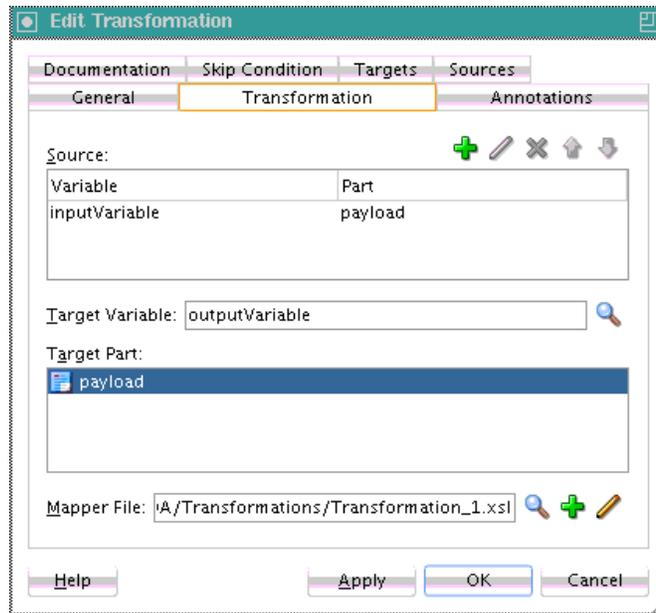 Edit Transformation
Documentation Skip Condition Targets Sources
General Transformation Annotations
Source:
Variable Part
inputVariable payload
Target Variable: outputVariable
Target Part:
payload
Mapper File: A/Transformations/Transformation_1.xsl
Help Apply OK Cancel